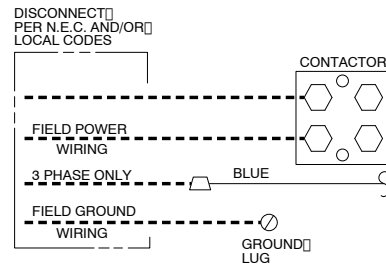 DISCONNECT
PER N.E.C. AND/OR
LOCAL CODES
CONTACTOR
FIELD POWER
WIRING
3 PHASE ONLY
BLUE
FIELD GROUND
WIRING
GROUND
LUG